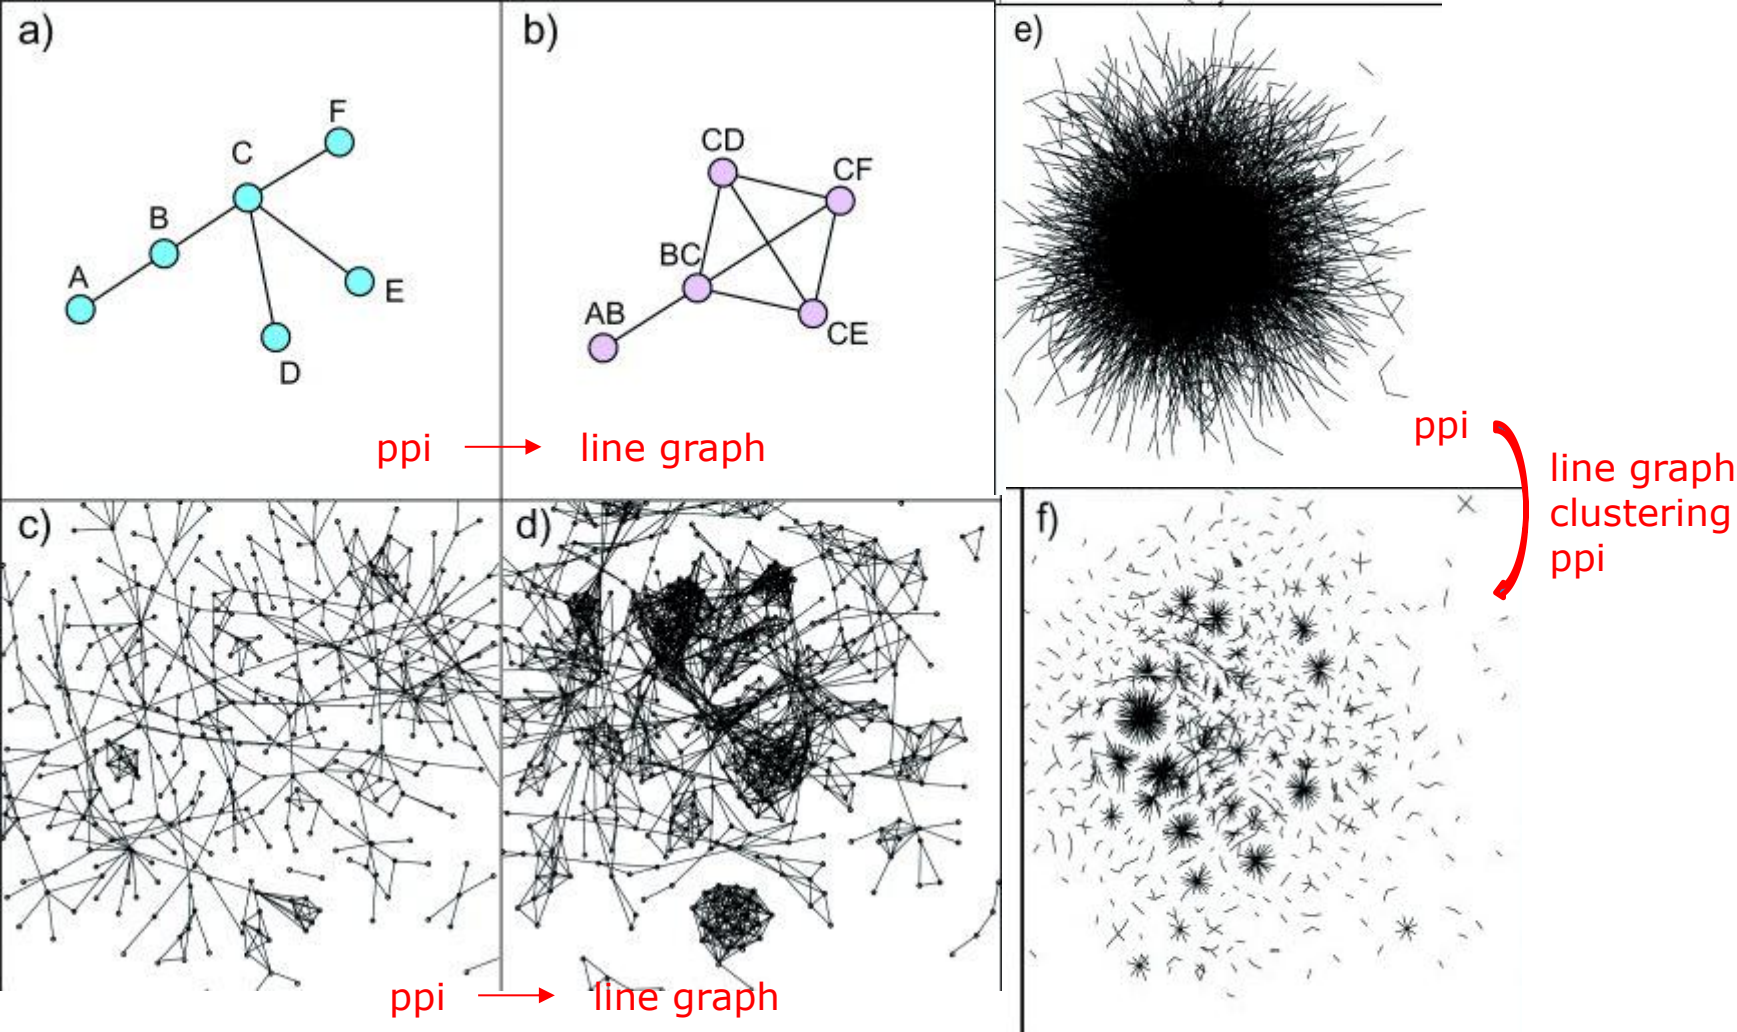 a)
F
C
B
A
E
D
b)
CD
CF
BC
AB
CE
ppi → line graph
e)
ppi
line graph
clustering
ppi
c)
d)
ppi → line graph
f)